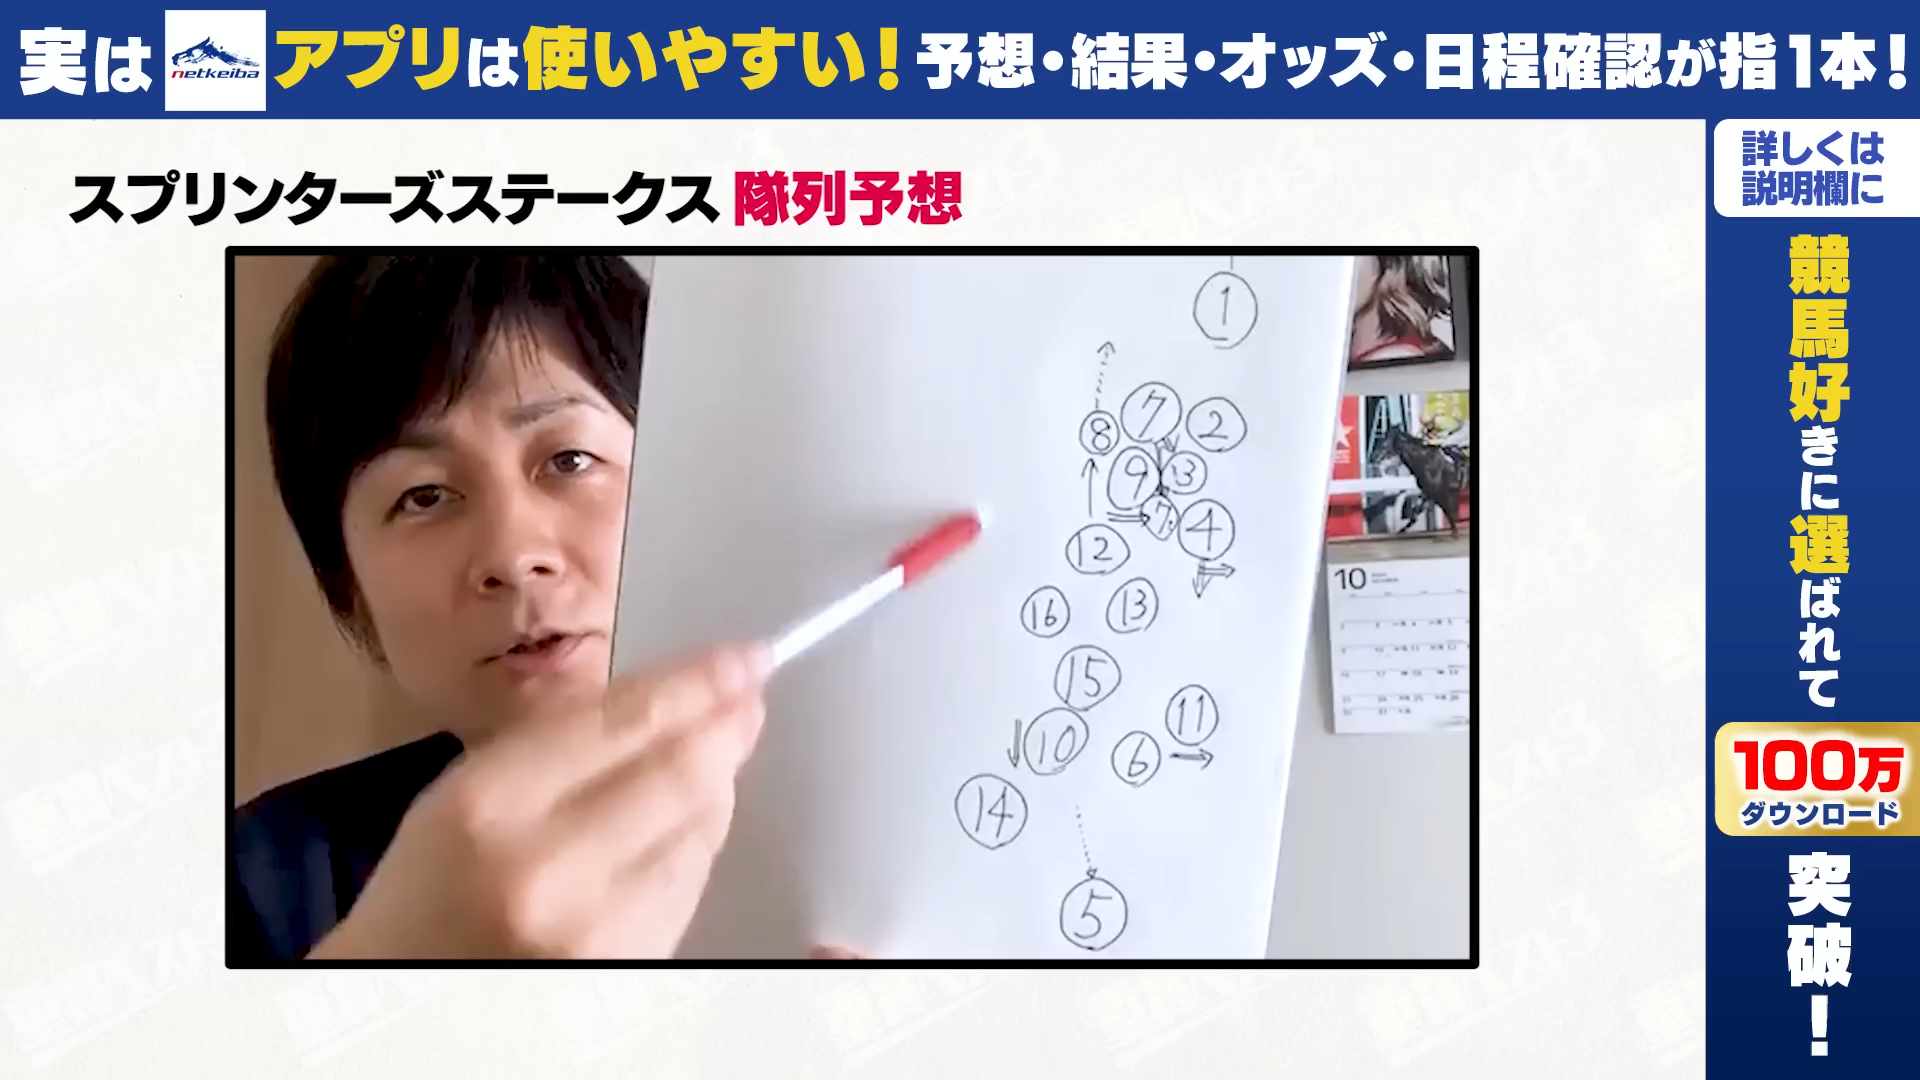 実は netkeiba アプリは使いやすい！予想・結果・オッズ・日程確認が指1本！
詳しくは
説明欄に
競馬好きに選ばれて
100万
ダウンロード
突破！
スプリンターズステークス 隊列予想
1
8 7 2
9 3
12 7 4
16 13
15
10 6 11
14
5
10